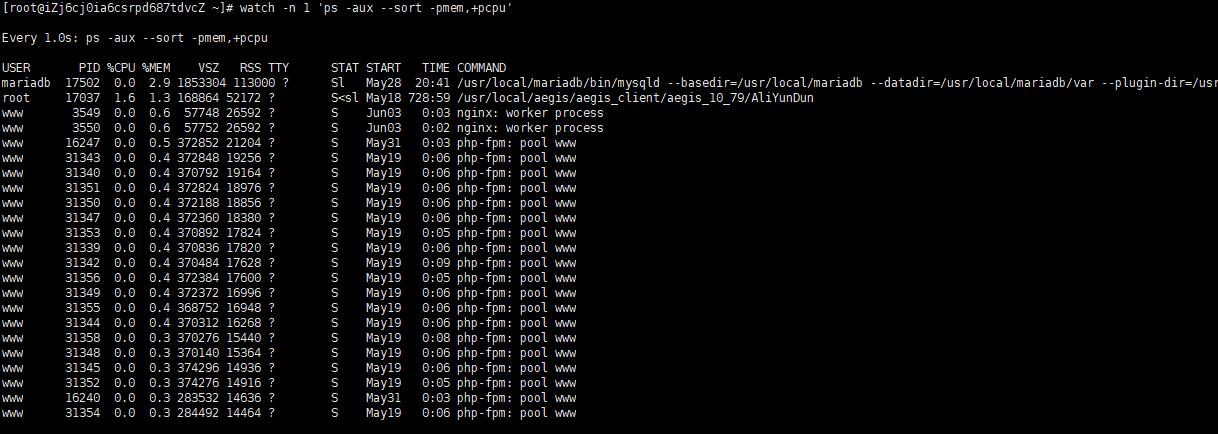 [root@iZj6cj0ia6csrpd687tdvcZ ~]# watch -n 1 'ps -aux --sort -pmem,+pcpu'
Every 1.0s: ps -aux --sort -pmem,+pcpu
USER PID %CPU %MEM VSZ RSS TTY STAT START TIME COMMAND
mariadb 17502 0.0 2.9 1853304 113000 ? Sl May28 20:41 /usr/local/mariadb/bin/mysqld --basedir=/usr/local/mariadb --datadir=/usr/local/mariadb/var --plugin-dir=/usr
root 17037 1.6 1.3 168864 52172 ? S<sl May18 728:59 /usr/local/aegis/aegis_client/aegis_10_79/AliYunDun
www 3549 0.0 0.6 57748 26592 ? S Jun03 0:03 nginx: worker process
www 3550 0.0 0.6 57752 26592 ? S Jun03 0:02 nginx: worker process
www 16247 0.0 0.5 372852 21204 ? S May31 0:03 php-fpm: pool www
www 31343 0.0 0.4 372848 19256 ? S May19 0:06 php-fpm: pool www
www 31340 0.0 0.4 370792 19164 ? S May19 0:06 php-fpm: pool www
www 31351 0.0 0.4 372824 18976 ? S May19 0:06 php-fpm: pool www
www 31350 0.0 0.4 372188 18856 ? S May19 0:06 php-fpm: pool www
www 31347 0.0 0.4 372360 18380 ? S May19 0:06 php-fpm: pool www
www 31353 0.0 0.4 370892 17824 ? S May19 0:05 php-fpm: pool www
www 31339 0.0 0.4 370836 17820 ? S May19 0:06 php-fpm: pool www
www 31342 0.0 0.4 370484 17628 ? S May19 0:09 php-fpm: pool www
www 31356 0.0 0.4 372384 17600 ? S May19 0:05 php-fpm: pool www
www 31349 0.0 0.4 372372 16996 ? S May19 0:06 php-fpm: pool www
www 31355 0.0 0.4 368752 16948 ? S May19 0:06 php-fpm: pool www
www 31344 0.0 0.4 370312 16268 ? S May19 0:06 php-fpm: pool www
www 31358 0.0 0.3 370276 15440 ? S May19 0:08 php-fpm: pool www
www 31348 0.0 0.3 370140 15364 ? S May19 0:06 php-fpm: pool www
www 31345 0.0 0.3 374296 14936 ? S May19 0:06 php-fpm: pool www
www 31352 0.0 0.3 374276 14916 ? S May19 0:05 php-fpm: pool www
www 16240 0.0 0.3 283532 14636 ? S May31 0:03 php-fpm: pool www
www 31354 0.0 0.3 284492 14464 ? S May19 0:06 php-fpm: pool www